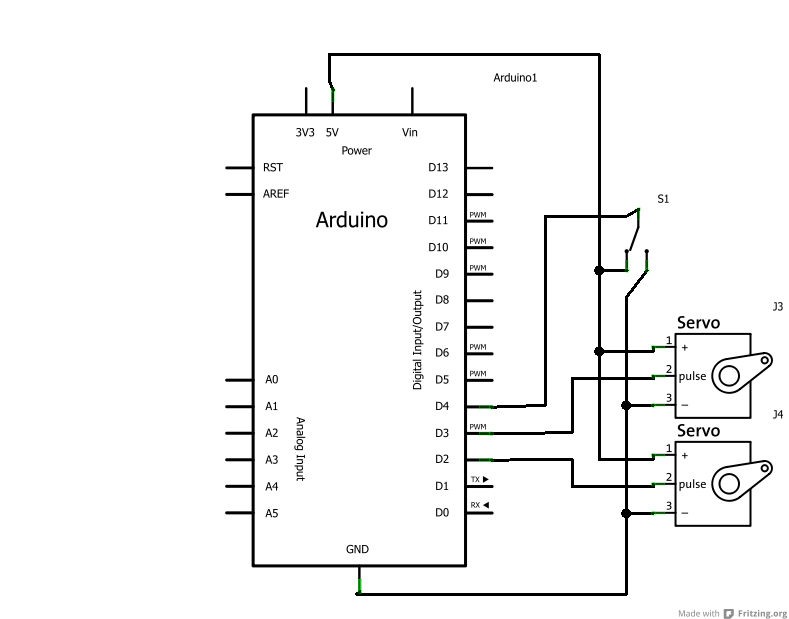 Arduino1
3V3 5V Vin
Power
RST
AREF
Arduino
D13
D12
D11 PWM
D10 PWM
D9 PWM
D8
D7
D6 PWM
D5 PWM
D4
D3 PWM
D2
D1 TX ▶
D0 RX ◀
Digital Input/Output
A0
A1
A2
A3
A4
A5
Analog Input
GND
S1
J3
Servo
1 +
2 pulse
3 −
J4
Servo
1 +
2 pulse
3 −
Made with Fritzing.org